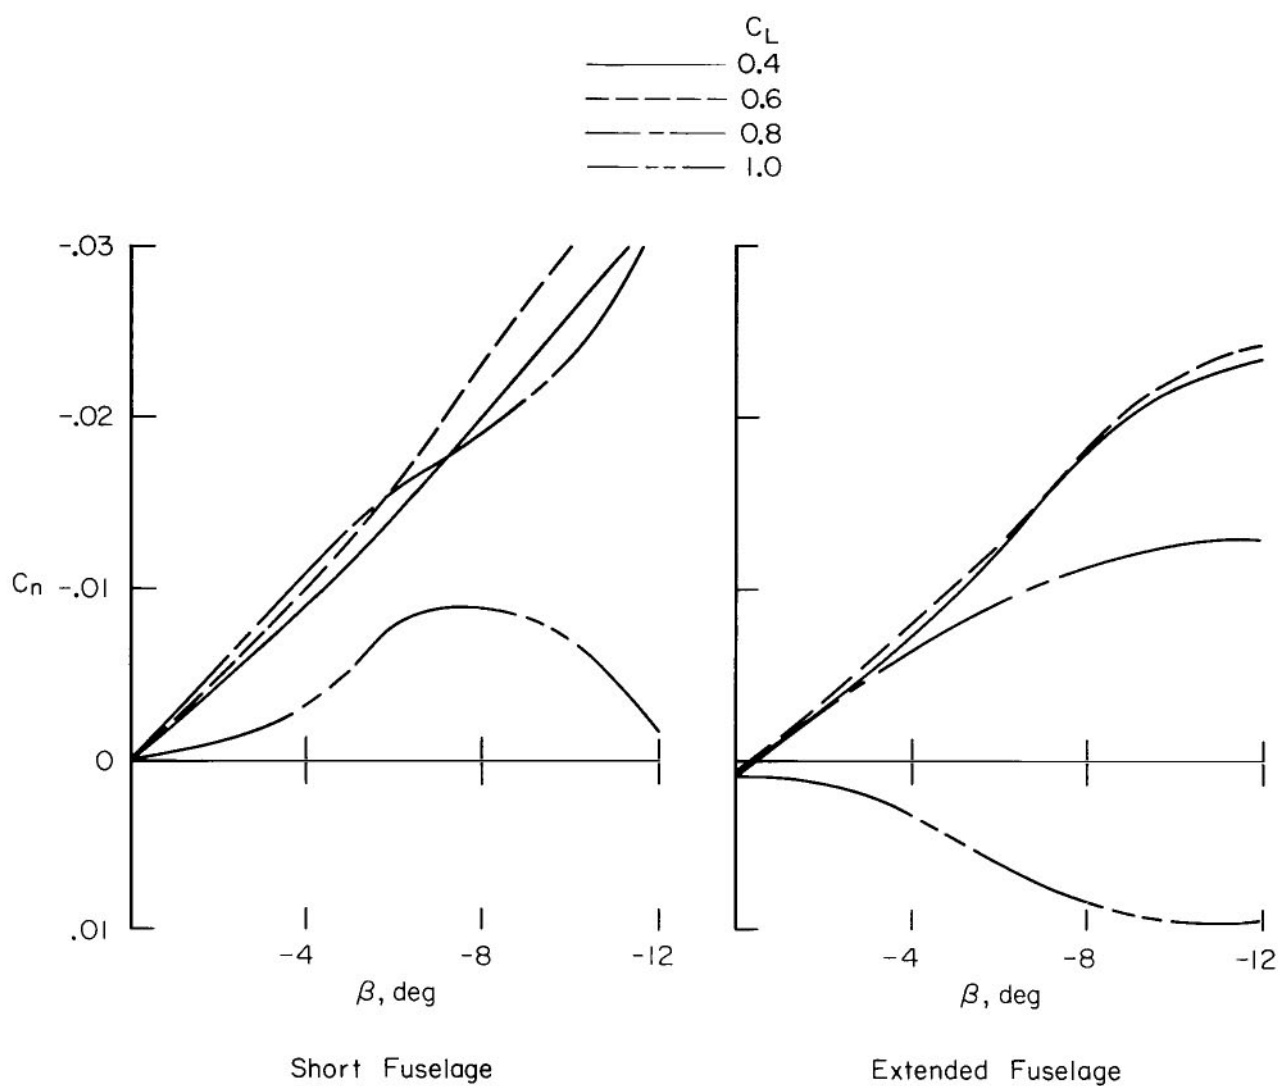 C_L
0.4
0.6
0.8
1.0
-.03
-.02
C_n -.01
0
.01
-4 -8 -12 -4 -8 -12
β, deg β, deg
Short Fuselage Extended Fuselage